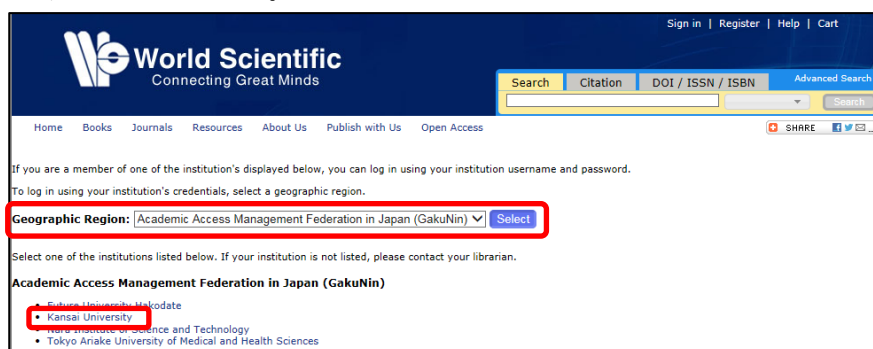 Sign in | Register | Help | Cart
World Scientific
Connecting Great Minds
Search Citation DOI / ISSN / ISBN Advanced Search
Search
Home Books Journals Resources About Us Publish with Us Open Access
SHARE
If you are a member of one of the institution's displayed below, you can log in using your institution username and password.
To log in using your institution's credentials, select a geographic region.
Geographic Region: Academic Access Management Federation in Japan (GakuNin) Select
Select one of the institutions listed below. If your institution is not listed, please contact your librarian.
Academic Access Management Federation in Japan (GakuNin)
• Future University Hakodate
• Kansai University
• Nara Institute of Science and Technology
• Tokyo Ariake University of Medical and Health Sciences